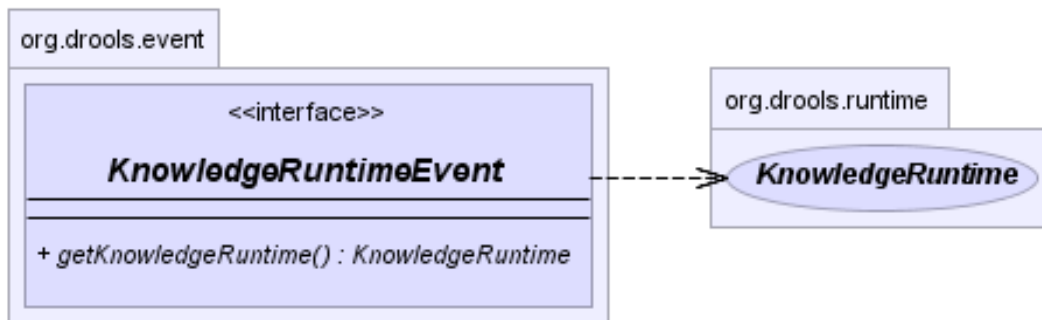 org.drools.event
<<interface>>
KnowledgeRuntimeEvent
+ getKnowledgeRuntime() : KnowledgeRuntime
org.drools.runtime
KnowledgeRuntime